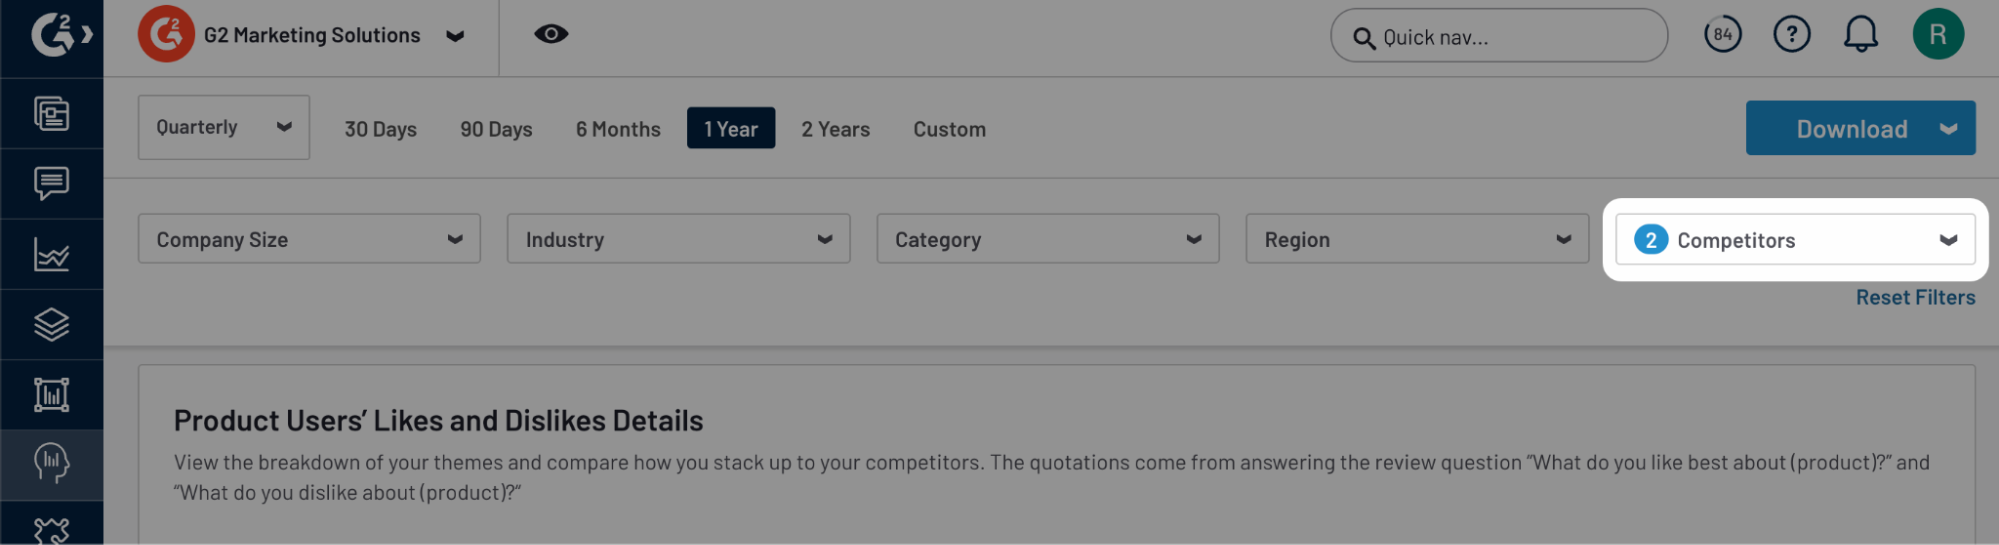 G2 G2 Marketing Solutions Quick nav... 84 ? R
Quarterly 30 Days 90 Days 6 Months 1 Year 2 Years Custom Download
Company Size Industry Category Region 2 Competitors
Reset Filters
Product Users’ Likes and Dislikes Details
View the breakdown of your themes and compare how you stack up to your competitors. The quotations come from answering the review question “What do you like best about (product)?” and
“What do you dislike about (product)?“